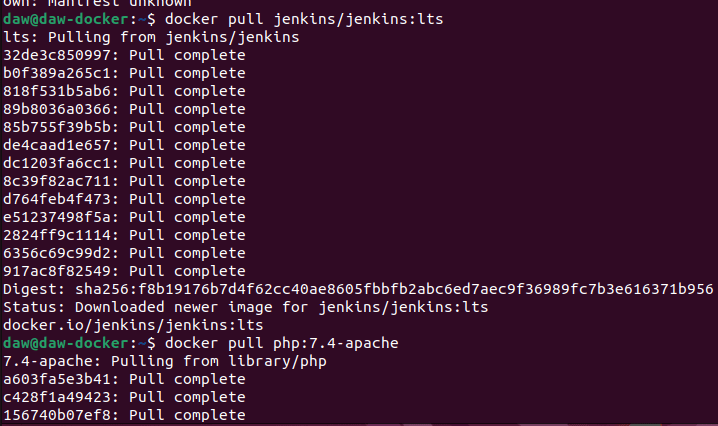 own: manifest unknown
daw@daw-docker:~$ docker pull jenkins/jenkins:lts
lts: Pulling from jenkins/jenkins
32de3c850997: Pull complete
b0f389a265c1: Pull complete
818f531b5ab6: Pull complete
89b8036a0366: Pull complete
85b755f39b5b: Pull complete
de4caad1e657: Pull complete
dc1203fa6cc1: Pull complete
8c39f82ac711: Pull complete
d764feb4f473: Pull complete
e51237498f5a: Pull complete
2824ff9c1114: Pull complete
6356c69c99d2: Pull complete
917ac8f82549: Pull complete
Digest: sha256:f8b19176b7d4f62cc40ae8605fbbfb2abc6ed7aec9f36989fc7b3e616371b956
Status: Downloaded newer image for jenkins/jenkins:lts
docker.io/jenkins/jenkins:lts
daw@daw-docker:~$ docker pull php:7.4-apache
7.4-apache: Pulling from library/php
a603fa5e3b41: Pull complete
c428f1a49423: Pull complete
156740b07ef8: Pull complete